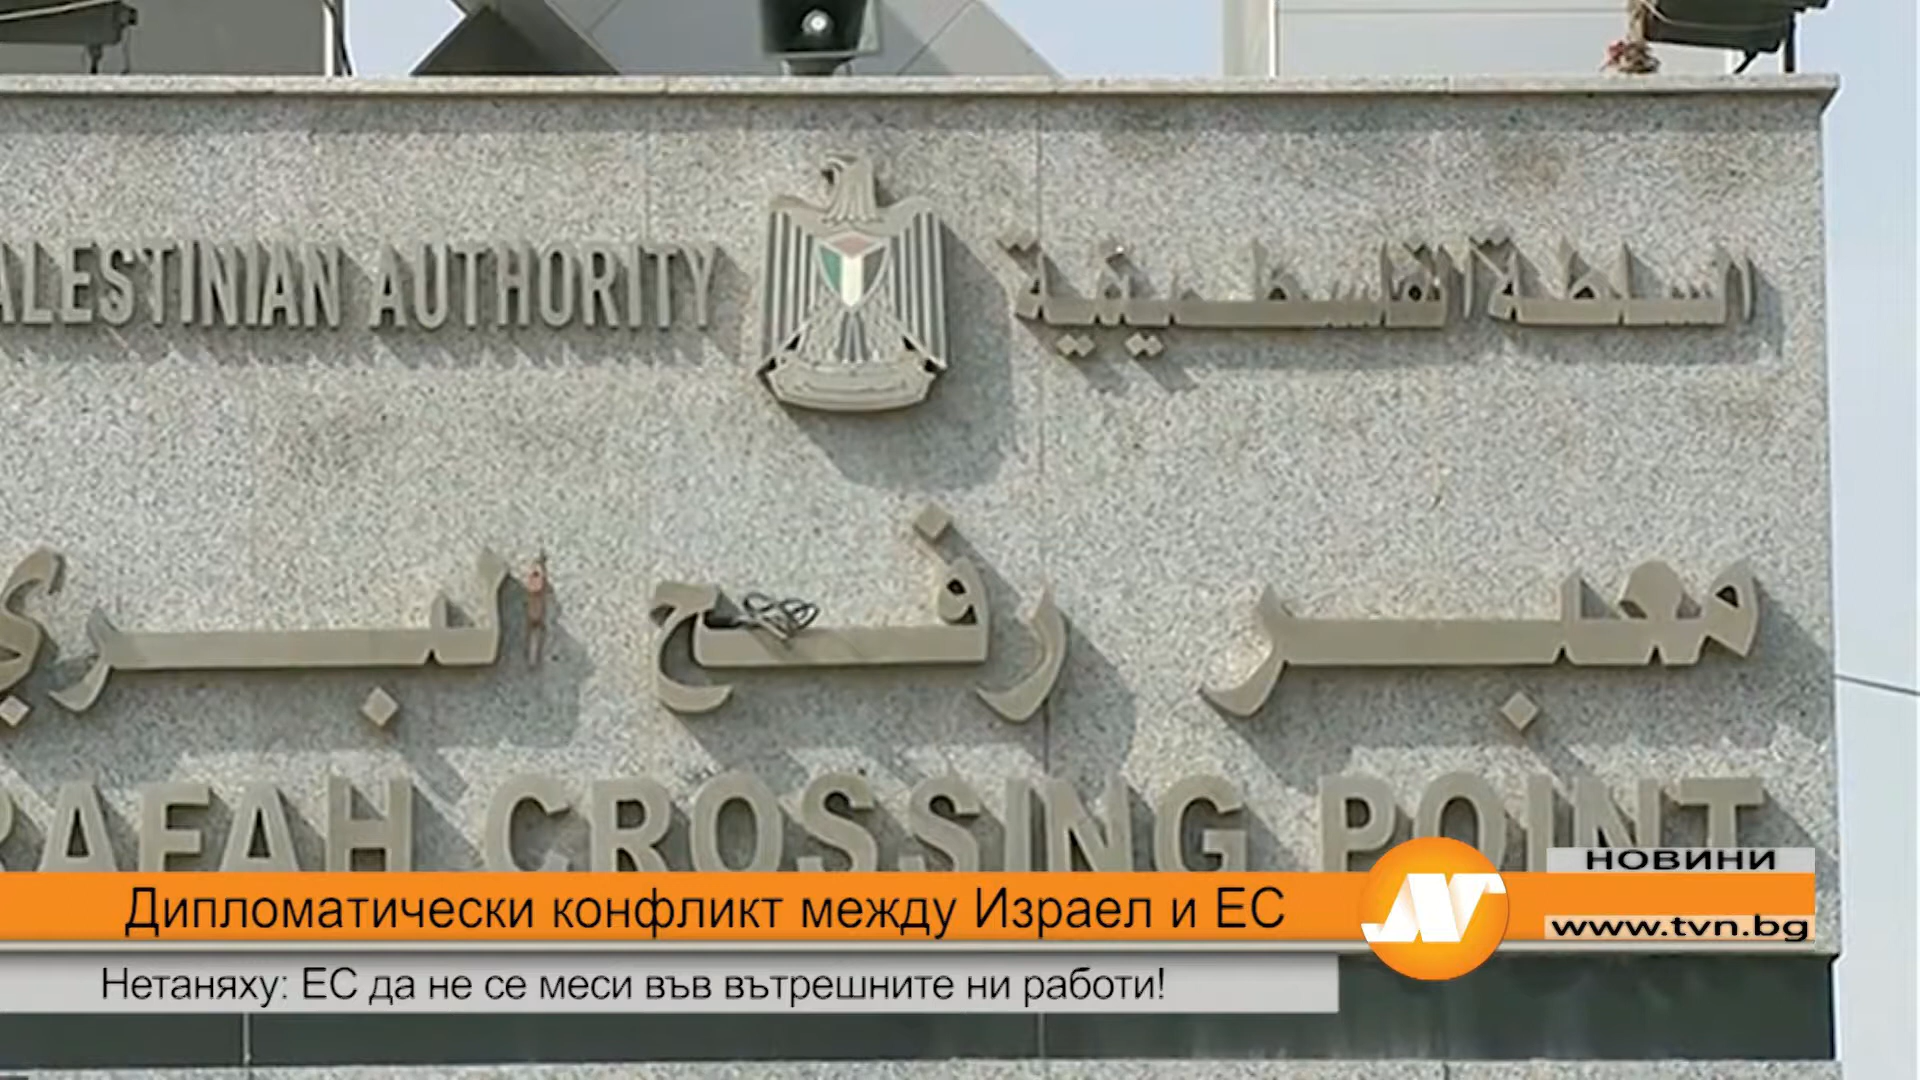 ALESTINIAN AUTHORITY
السلطة الفلسطينية
معبر رفح البري
RAFAH CROSSING POINT
НОВИНИ
Дипломатически конфликт между Израел и ЕС
www.tvn.bg
Нетаняху: ЕС да не се меси във вътрешните ни работи!